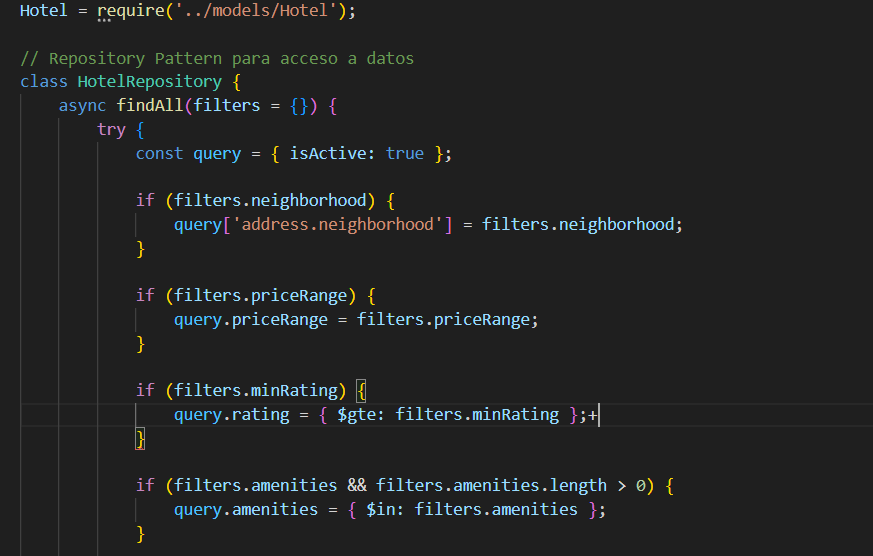 Hotel = require('../models/Hotel');
// Repository Pattern para acceso a datos
class HotelRepository {
async findAll(filters = {}) {
try {
const query = { isActive: true };
if (filters.neighborhood) {
query['address.neighborhood'] = filters.neighborhood;
}
if (filters.priceRange) {
query.priceRange = filters.priceRange;
}
if (filters.minRating) {
query.rating = { $gte: filters.minRating };+
}
if (filters.amenities && filters.amenities.length > 0) {
query.amenities = { $in: filters.amenities };
}